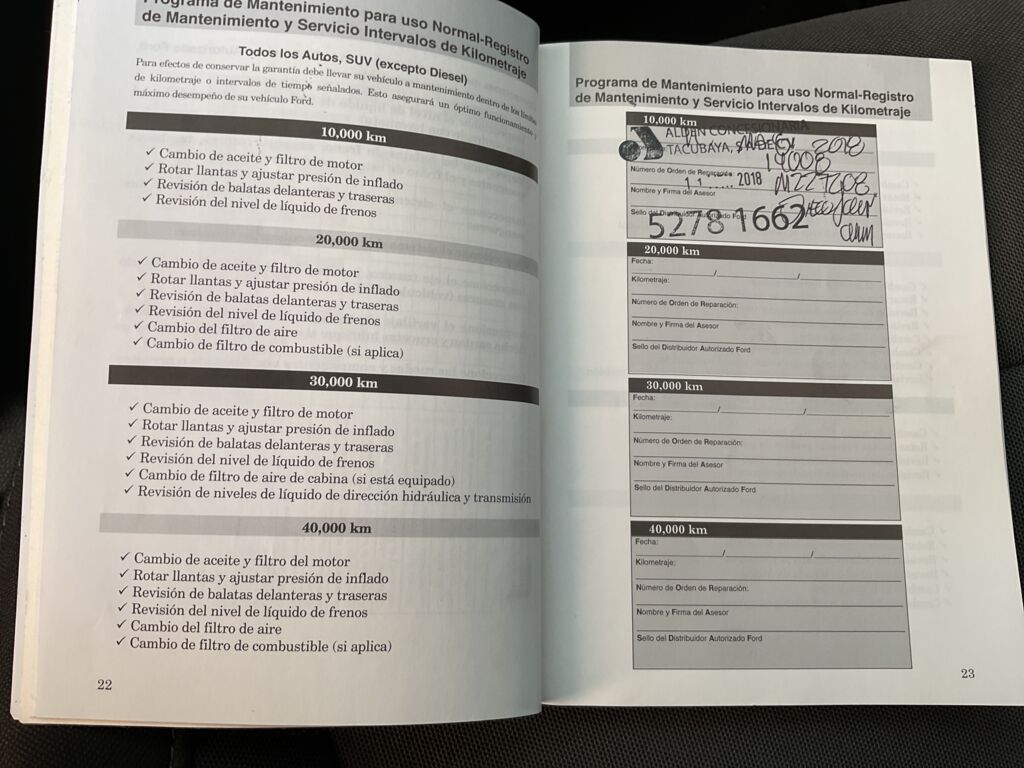 Programa de Mantenimiento para uso Normal-Registro
de Mantenimiento y Servicio Intervalos de Kilometraje
Todos los Autos, SUV (excepto Diesel)
Para efectos de conservar la garantía debe llevar su vehículo a mantenimiento dentro de los límites
de kilometraje o intervalos de tiempo señalados. Esto asegurará un óptimo funcionamiento y
máximo desempeño de su vehículo Ford.
10,000 km
✓ Cambio de aceite y filtro de motor
✓ Rotar llantas y ajustar presión de inflado
✓ Revisión de balatas delanteras y traseras
✓ Revisión del nivel de líquido de frenos
20,000 km
✓ Cambio de aceite y filtro de motor
✓ Rotar llantas y ajustar presión de inflado
✓ Revisión de balatas delanteras y traseras
✓ Revisión del nivel de líquido de frenos
✓ Cambio del filtro de aire
✓ Cambio de filtro de combustible (si aplica)
30,000 km
✓ Cambio de aceite y filtro de motor
✓ Rotar llantas y ajustar presión de inflado
✓ Revisión de balatas delanteras y traseras
✓ Revisión del nivel de líquido de frenos
✓ Cambio de filtro de aire de cabina (si está equipado)
✓ Revisión de niveles de líquido de dirección hidráulica y transmisión
40,000 km
✓ Cambio de aceite y filtro del motor
✓ Rotar llantas y ajustar presión de inflado
✓ Revisión de balatas delanteras y traseras
✓ Revisión del nivel de líquido de frenos
✓ Cambio del filtro de aire
✓ Cambio de filtro de combustible (si aplica)
22
Programa de Mantenimiento para uso Normal-Registro
de Mantenimiento y Servicio Intervalos de Kilometraje
10,000 km
ALDEN CONCESIONARIA
TACUBAYA, 2018
14008
Número de Orden de Reparación
11 2018 M227208
Nombre y Firma del Asesor
Sello del Distribuidor Autorizado Ford
5278 1662
20,000 km
Fecha: / /
Kilometraje:
Número de Orden de Reparación:
Nombre y Firma del Asesor
Sello del Distribuidor Autorizado Ford
30,000 km
Fecha: / /
Kilometraje:
Número de Orden de Reparación:
Nombre y Firma del Asesor
Sello del Distribuidor Autorizado Ford
40,000 km
Fecha: / /
Kilometraje:
Número de Orden de Reparación:
Nombre y Firma del Asesor
Sello del Distribuidor Autorizado Ford
23